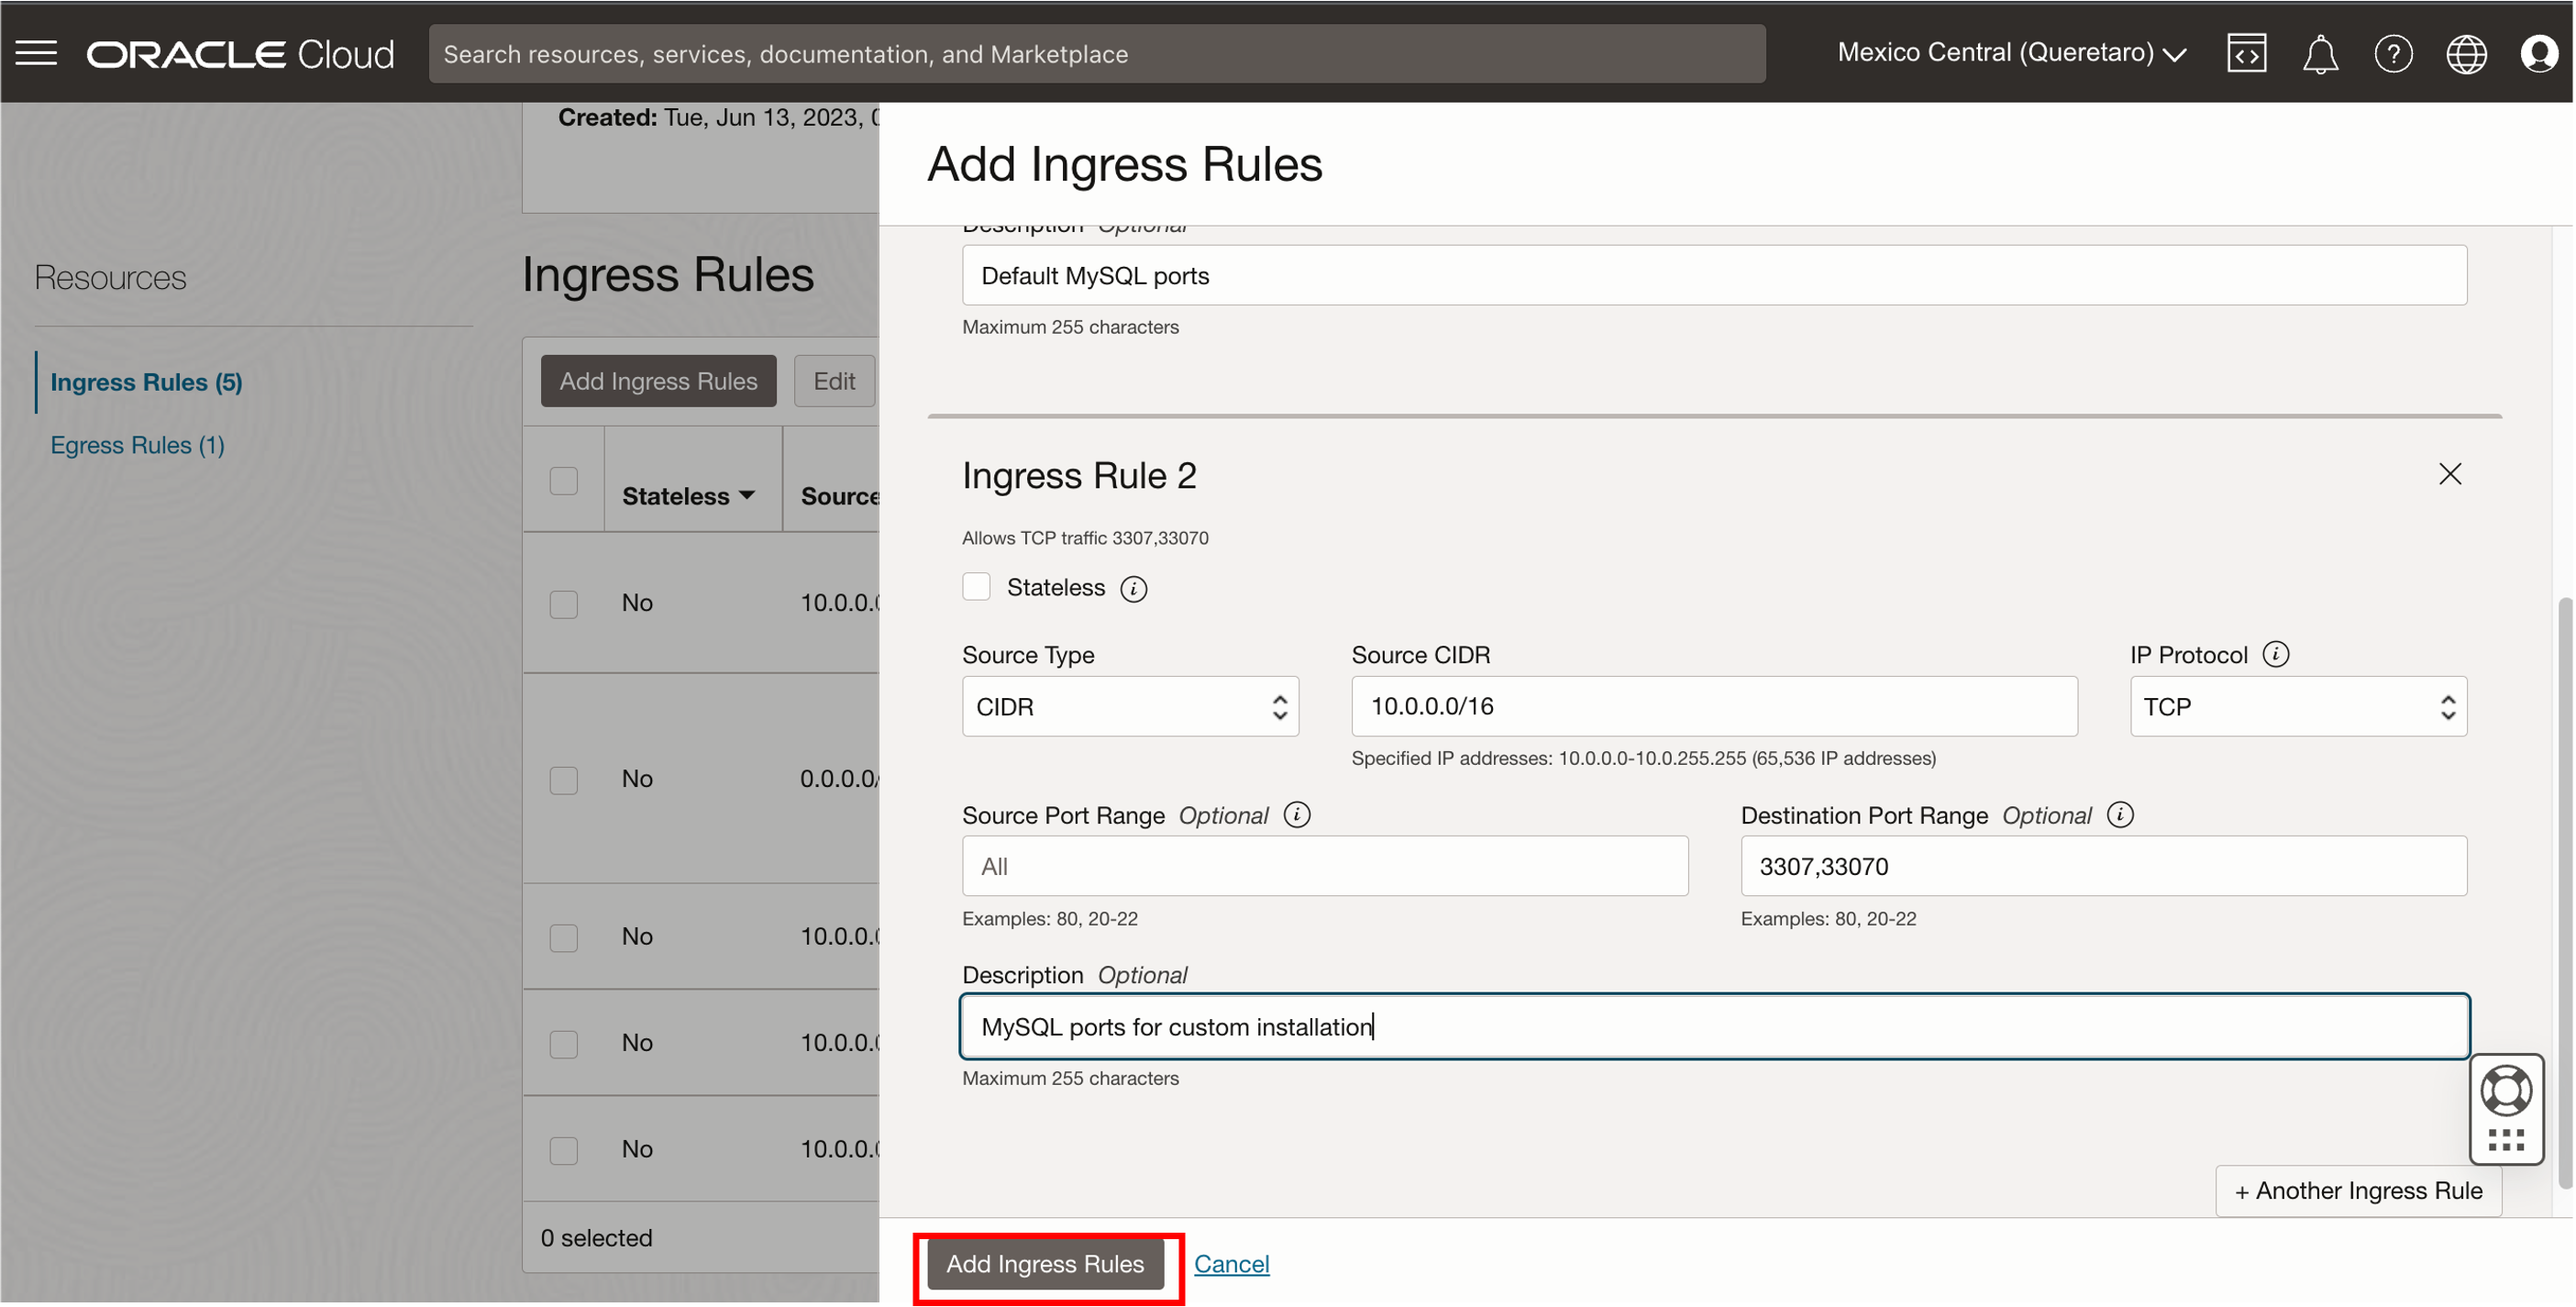 ORACLE Cloud
Search resources, services, documentation, and Marketplace
Mexico Central (Queretaro)
Created: Tue, Jun 13, 2023,
Add Ingress Rules
Description Optional
Default MySQL ports
Maximum 255 characters
Resources
Ingress Rules (5)
Egress Rules (1)
Ingress Rules
Add Ingress Rules
Edit
Stateless
Source
No
10.0.0.
No
0.0.0.0/
No
10.0.0.
No
10.0.0.
No
10.0.0.
0 selected
Ingress Rule 2
Allows TCP traffic 3307,33070
Stateless
Source Type
Source CIDR
IP Protocol
CIDR
10.0.0.0/16
TCP
Specified IP addresses: 10.0.0.0-10.0.255.255 (65,536 IP addresses)
Source Port Range Optional
Destination Port Range Optional
All
3307,33070
Examples: 80, 20-22
Examples: 80, 20-22
Description Optional
MySQL ports for custom installation
Maximum 255 characters
+ Another Ingress Rule
Add Ingress Rules
Cancel